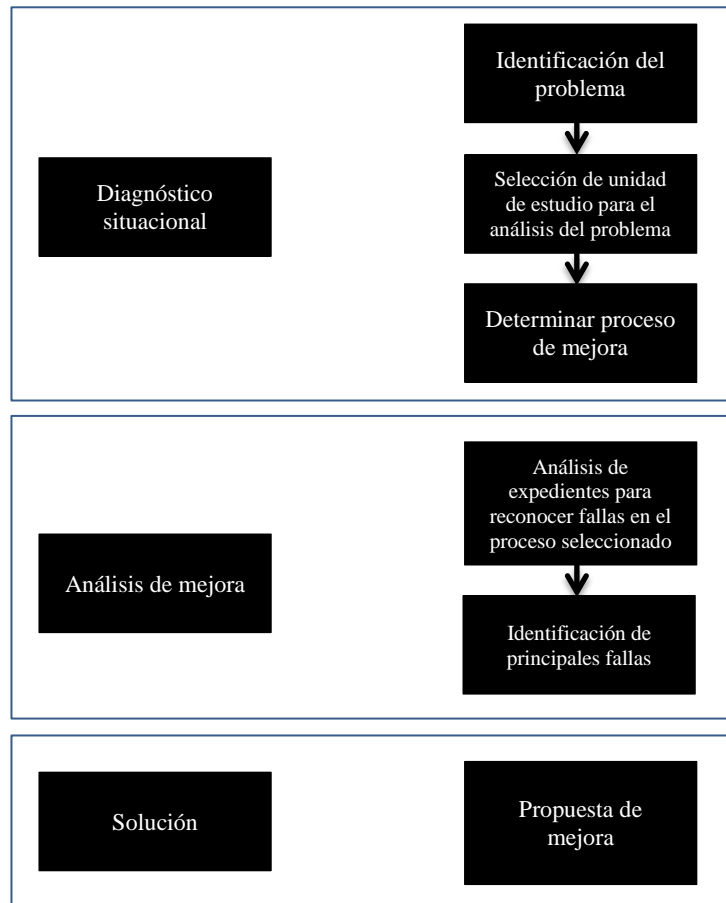 Diagnóstico
situacional
Identificación del
problema
Selección de unidad
de estudio para el
análisis del problema
Determinar proceso
de mejora
Análisis de mejora
Análisis de
expedientes para
reconocer fallas en el
proceso seleccionado
Identificación de
principales fallas
Solución
Propuesta de
mejora